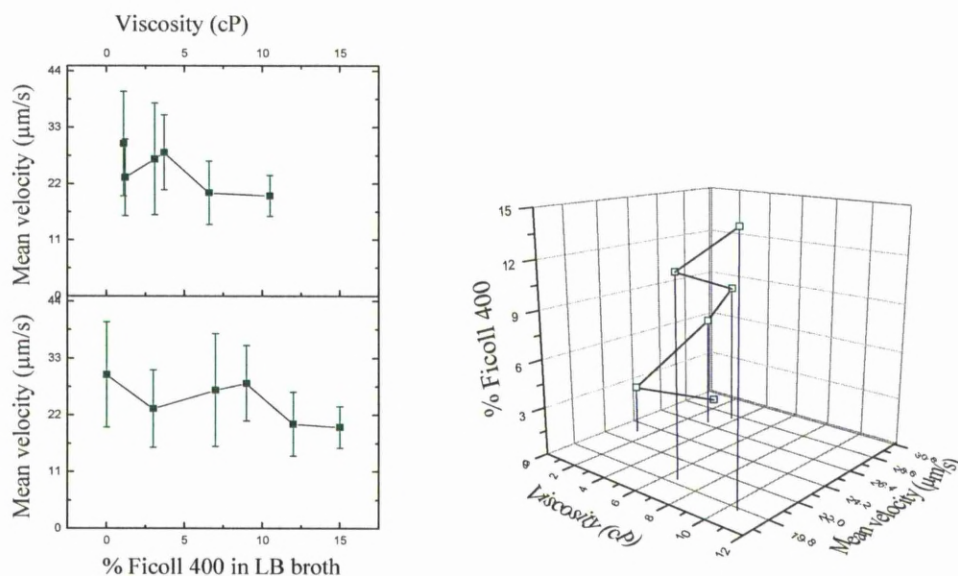 Viscosity (cP)
0 5 10 15
44
33
22
11
0
Mean velocity (μm/s)
44
33
22
11
0
Mean velocity (μm/s)
0 5 10 15
% Ficoll 400 in LB broth
15
12
9
6
3
% Ficoll 400
2 4 6 8 10 12
Viscosity (cP)
19.8
Mean velocity (μm/s)